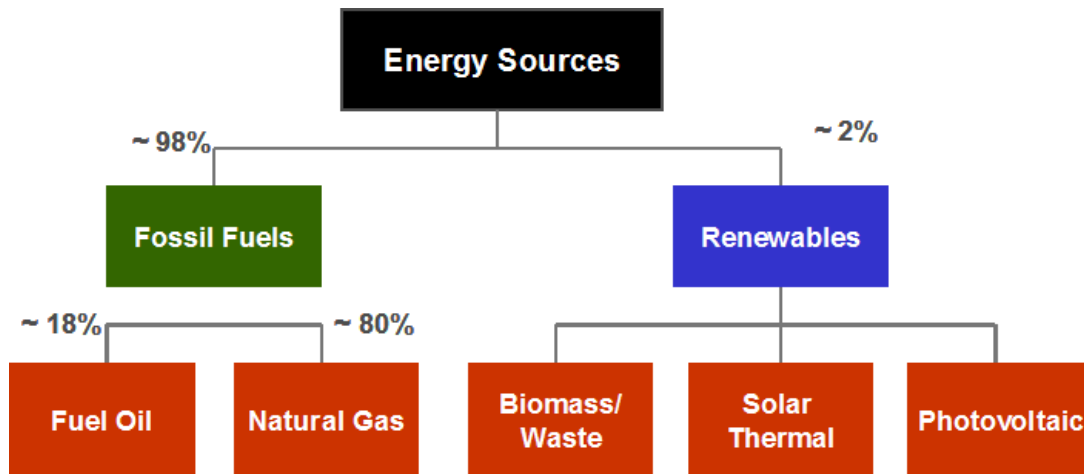 Energy Sources
~ 98%
~ 2%
Fossil Fuels
Renewables
~ 18%
~ 80%
Fuel Oil
Natural Gas
Biomass/
Waste
Solar
Thermal
Photovoltaic